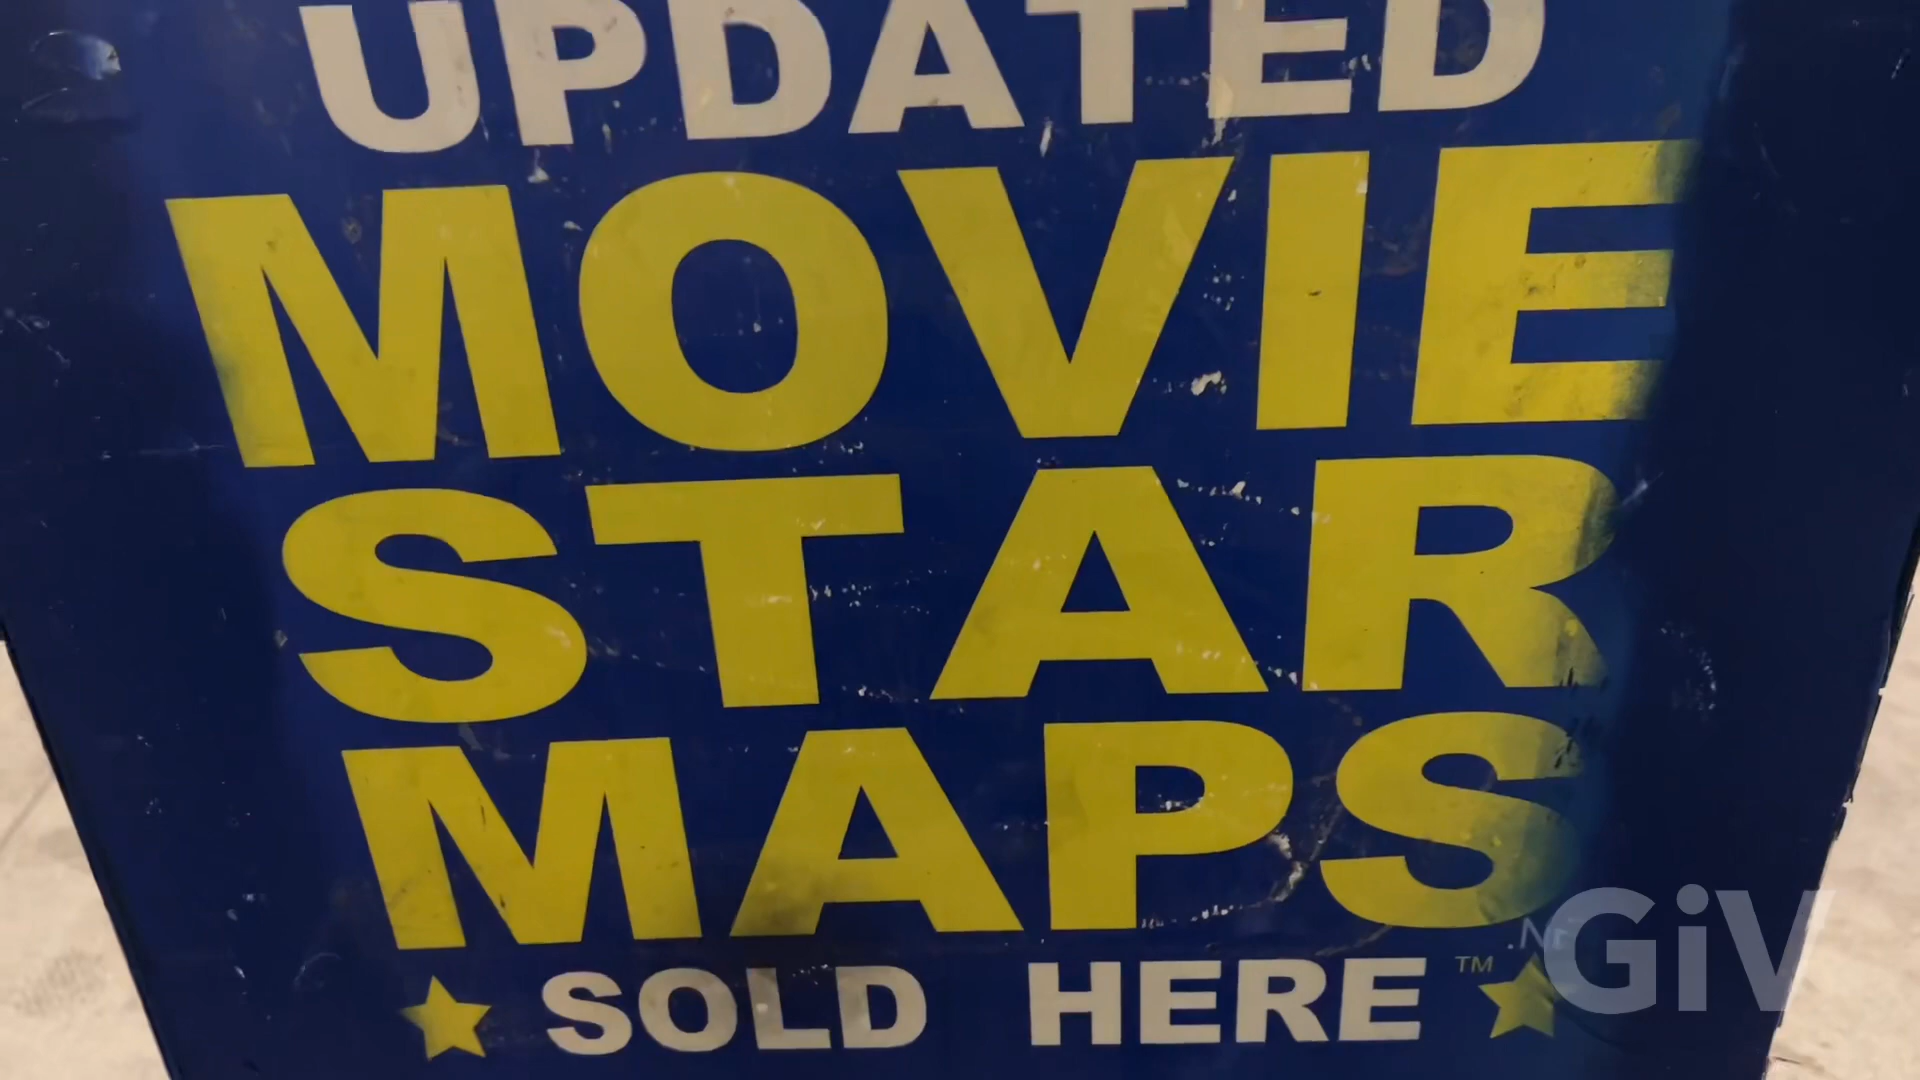 UPDATED
MOVIE
STAR
MAPS
SOLD HERE™
GiV